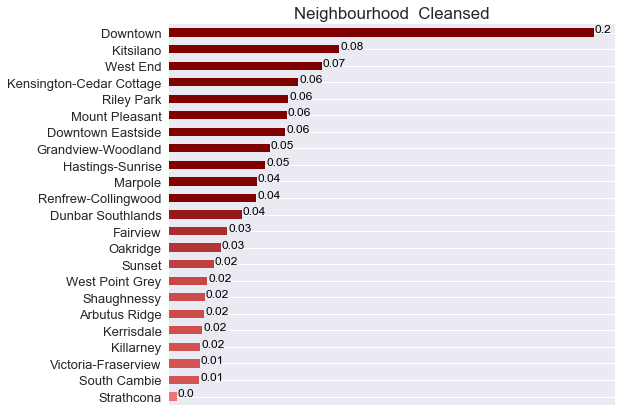 Neighbourhood  Cleansed
Downtown 0.2
Kitsilano 0.08
West End 0.07
Kensington-Cedar Cottage 0.06
Riley Park 0.06
Mount Pleasant 0.06
Downtown Eastside 0.06
Grandview-Woodland 0.05
Hastings-Sunrise 0.05
Marpole 0.04
Renfrew-Collingwood 0.04
Dunbar Southlands 0.04
Fairview 0.03
Oakridge 0.03
Sunset 0.02
West Point Grey 0.02
Shaughnessy 0.02
Arbutus Ridge 0.02
Kerrisdale 0.02
Killarney 0.02
Victoria-Fraserview 0.01
South Cambie 0.01
Strathcona 0.0